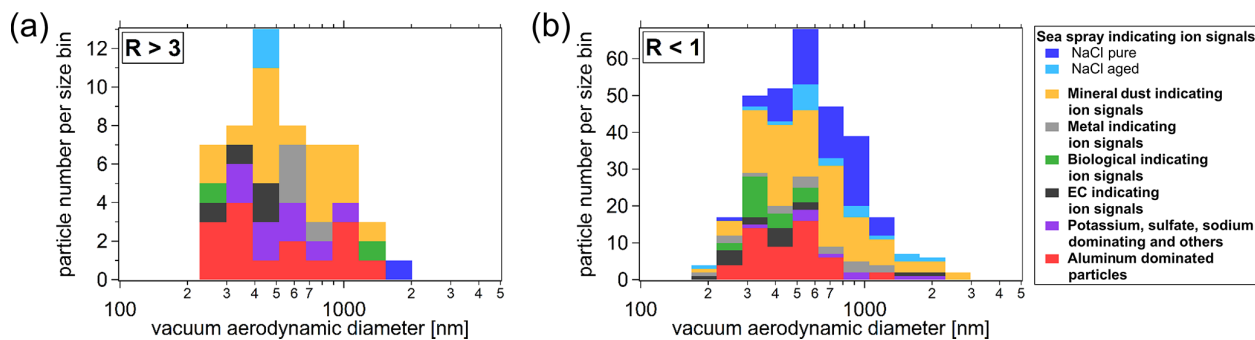 (a)
R > 3
particle number per size bin
12
10
8
6
4
2
0
100
2
3
4
5
6
7
1000
2
3
4
5
vacuum aerodynamic diameter [nm]
(b)
R < 1
particle number per size bin
60
50
40
30
20
10
0
100
2
3
4
5
6
7
1000
2
3
4
5
vacuum aerodynamic diameter [nm]
Sea spray indicating ion signals
NaCl pure
NaCl aged
Mineral dust indicating
ion signals
Metal indicating
ion signals
Biological indicating
ion signals
EC indicating
ion signals
Potassium, sulfate, sodium
dominating and others
Aluminum dominated
particles